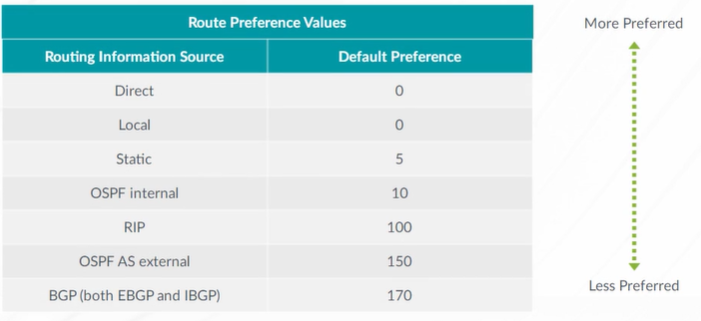 Route Preference Values
More Preferred
Routing Information Source Default Preference
Direct 0
Local 0
Static 5
OSPF internal 10
RIP 100
OSPF AS external 150
Less Preferred
BGP (both EBGP and IBGP) 170